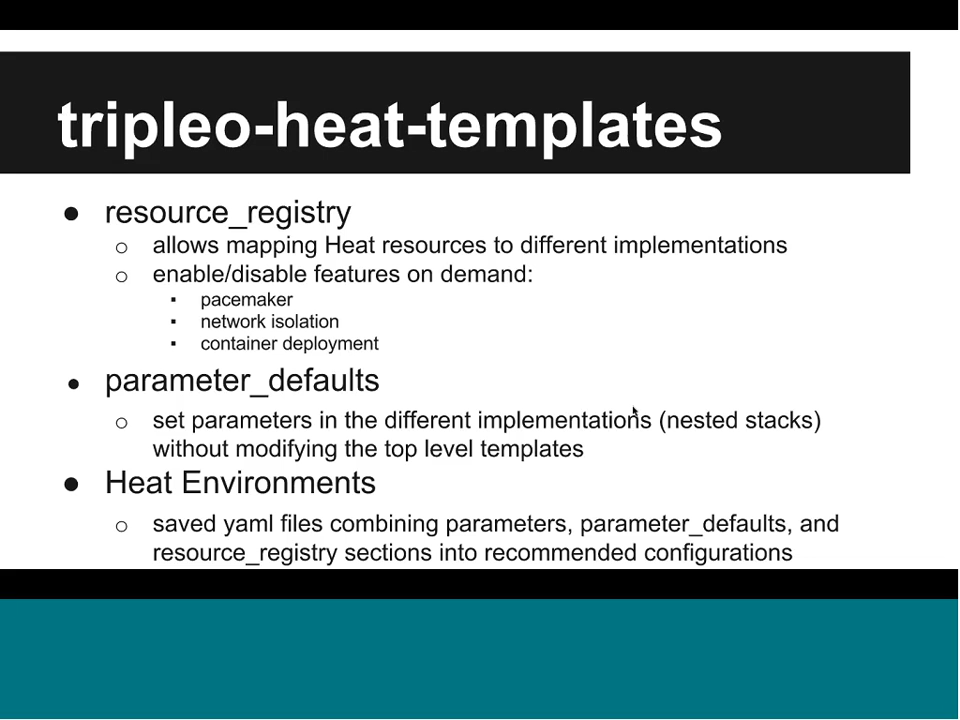 tripleo-heat-templates
● resource_registry
o allows mapping Heat resources to different implementations
o enable/disable features on demand:
▪ pacemaker
▪ network isolation
▪ container deployment
● parameter_defaults
o set parameters in the different implementations (nested stacks)
without modifying the top level templates
● Heat Environments
o saved yaml files combining parameters, parameter_defaults, and
resource_registry sections into recommended configurations